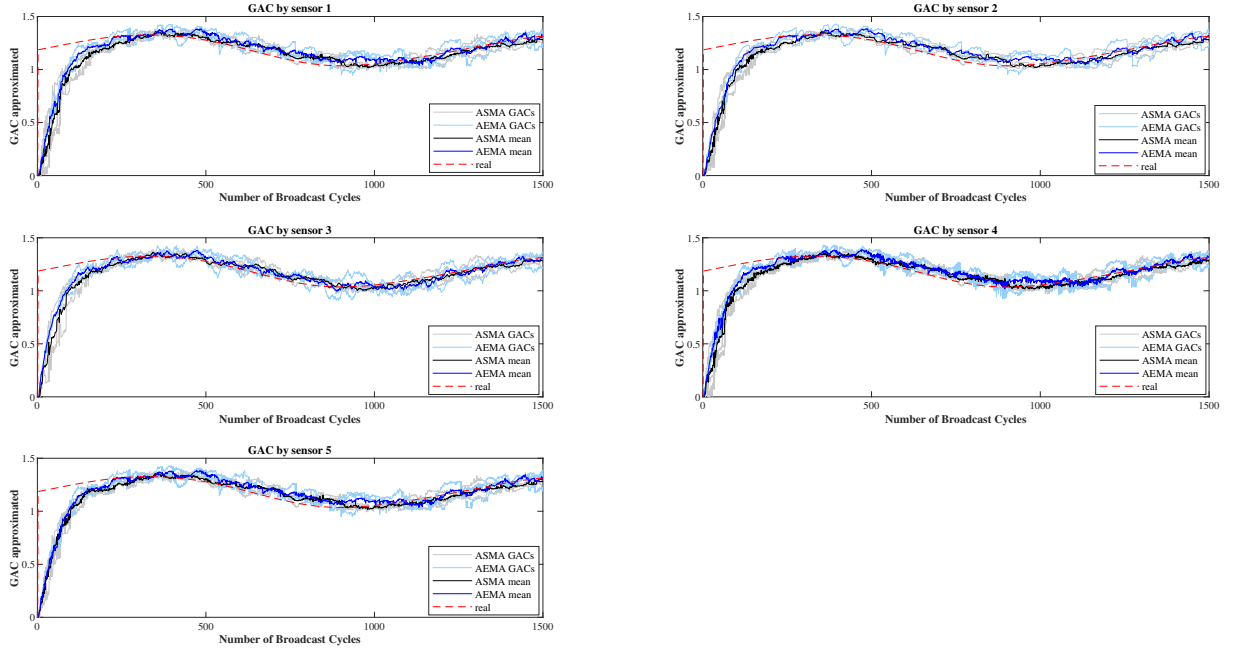 GAC by sensor 1
GAC approximated
1.5
1
0.5
0
0
500
1000
1500
Number of Broadcast Cycles
ASMA GACs
AEMA GACs
ASMA mean
AEMA mean
real
GAC by sensor 2
GAC approximated
1.5
1
0.5
0
0
500
1000
1500
Number of Broadcast Cycles
ASMA GACs
AEMA GACs
ASMA mean
AEMA mean
real
GAC by sensor 3
GAC approximated
1.5
1
0.5
0
0
500
1000
1500
Number of Broadcast Cycles
ASMA GACs
AEMA GACs
ASMA mean
AEMA mean
real
GAC by sensor 4
GAC approximated
1.5
1
0.5
0
0
500
1000
1500
Number of Broadcast Cycles
ASMA GACs
AEMA GACs
ASMA mean
AEMA mean
real
GAC by sensor 5
GAC approximated
1.5
1
0.5
0
0
500
1000
1500
Number of Broadcast Cycles
ASMA GACs
AEMA GACs
ASMA mean
AEMA mean
real